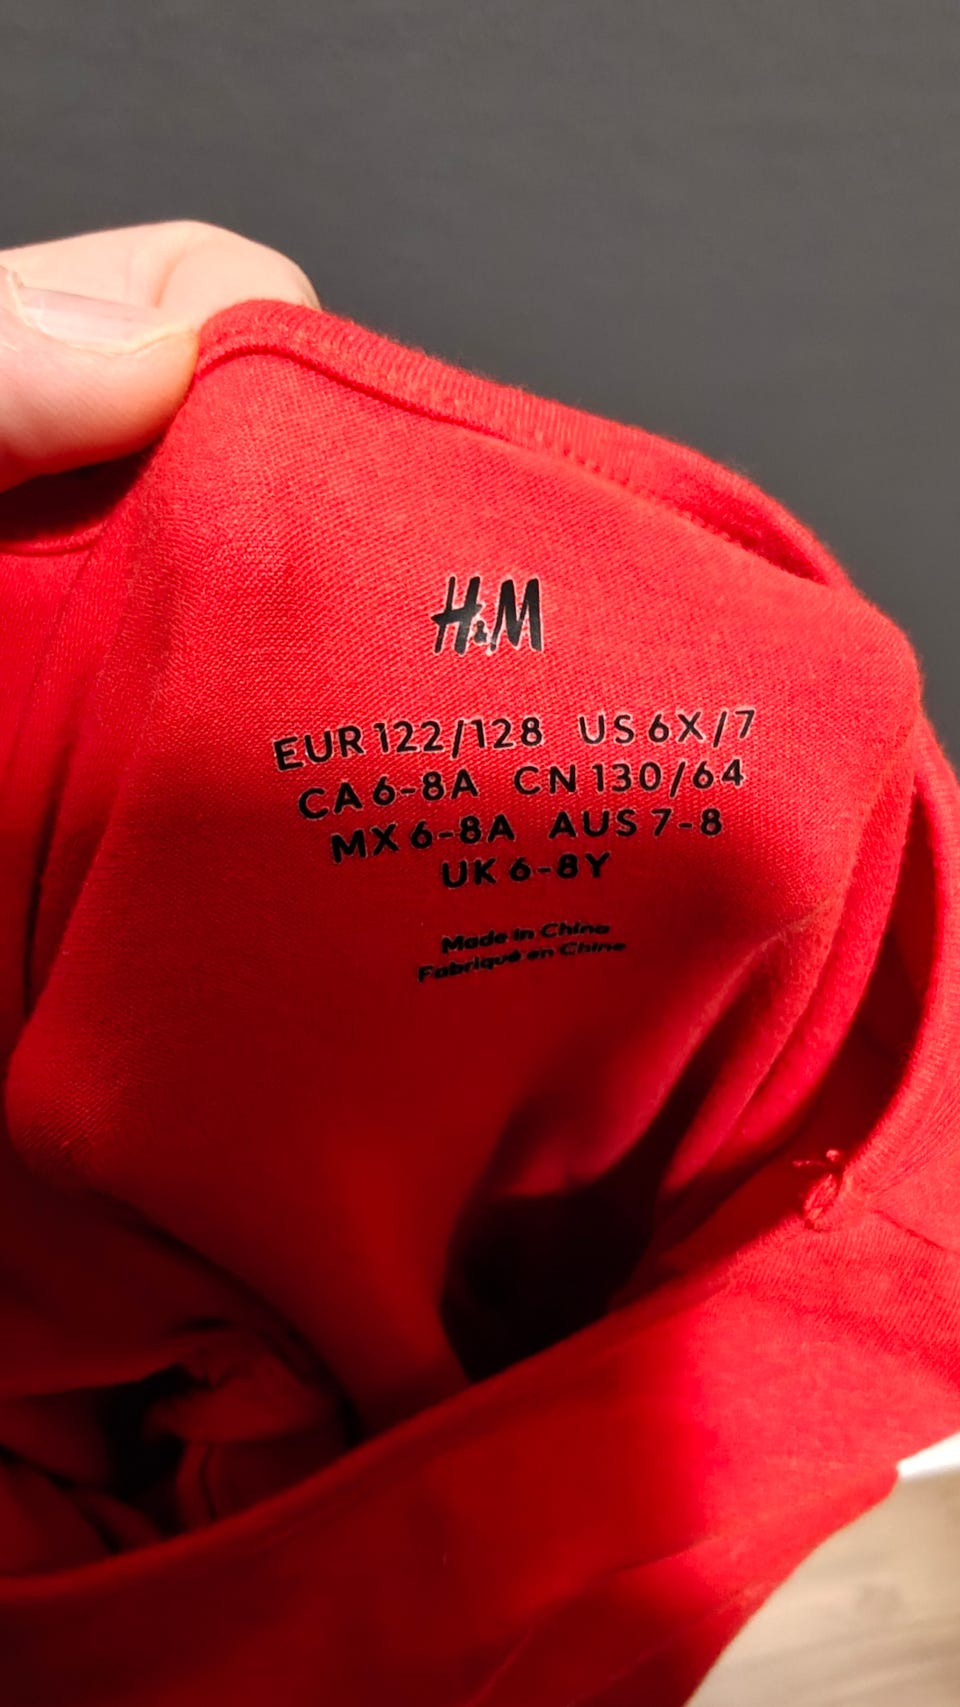 H&M
EUR 122/128 US 6X/7
CA 6-8A CN 130/64
MX 6-8A AUS 7-8
UK 6-8Y
Made in China
Fabriqué en Chine